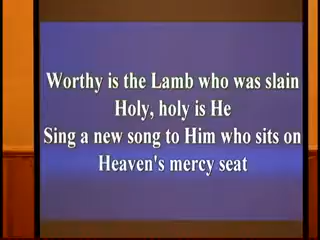 Worthy is the Lamb who was slain
Holy, holy is He
Sing a new song to Him who sits on
Heaven's mercy seat